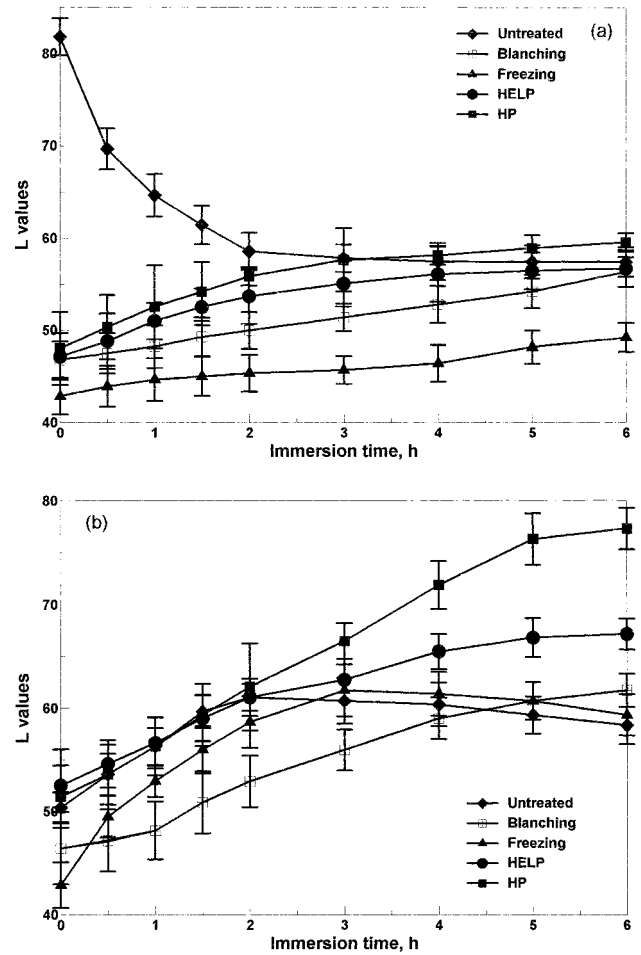 (a)
Untreated
Blanching
Freezing
HELP
HP
80
70
60
50
40
L values
0 1 2 3 4 5 6
Immersion time, h
80
(b)
70
60
50
40
L values
Untreated
Blanching
Freezing
HELP
HP
0 1 2 3 4 5 6
Immersion time, h